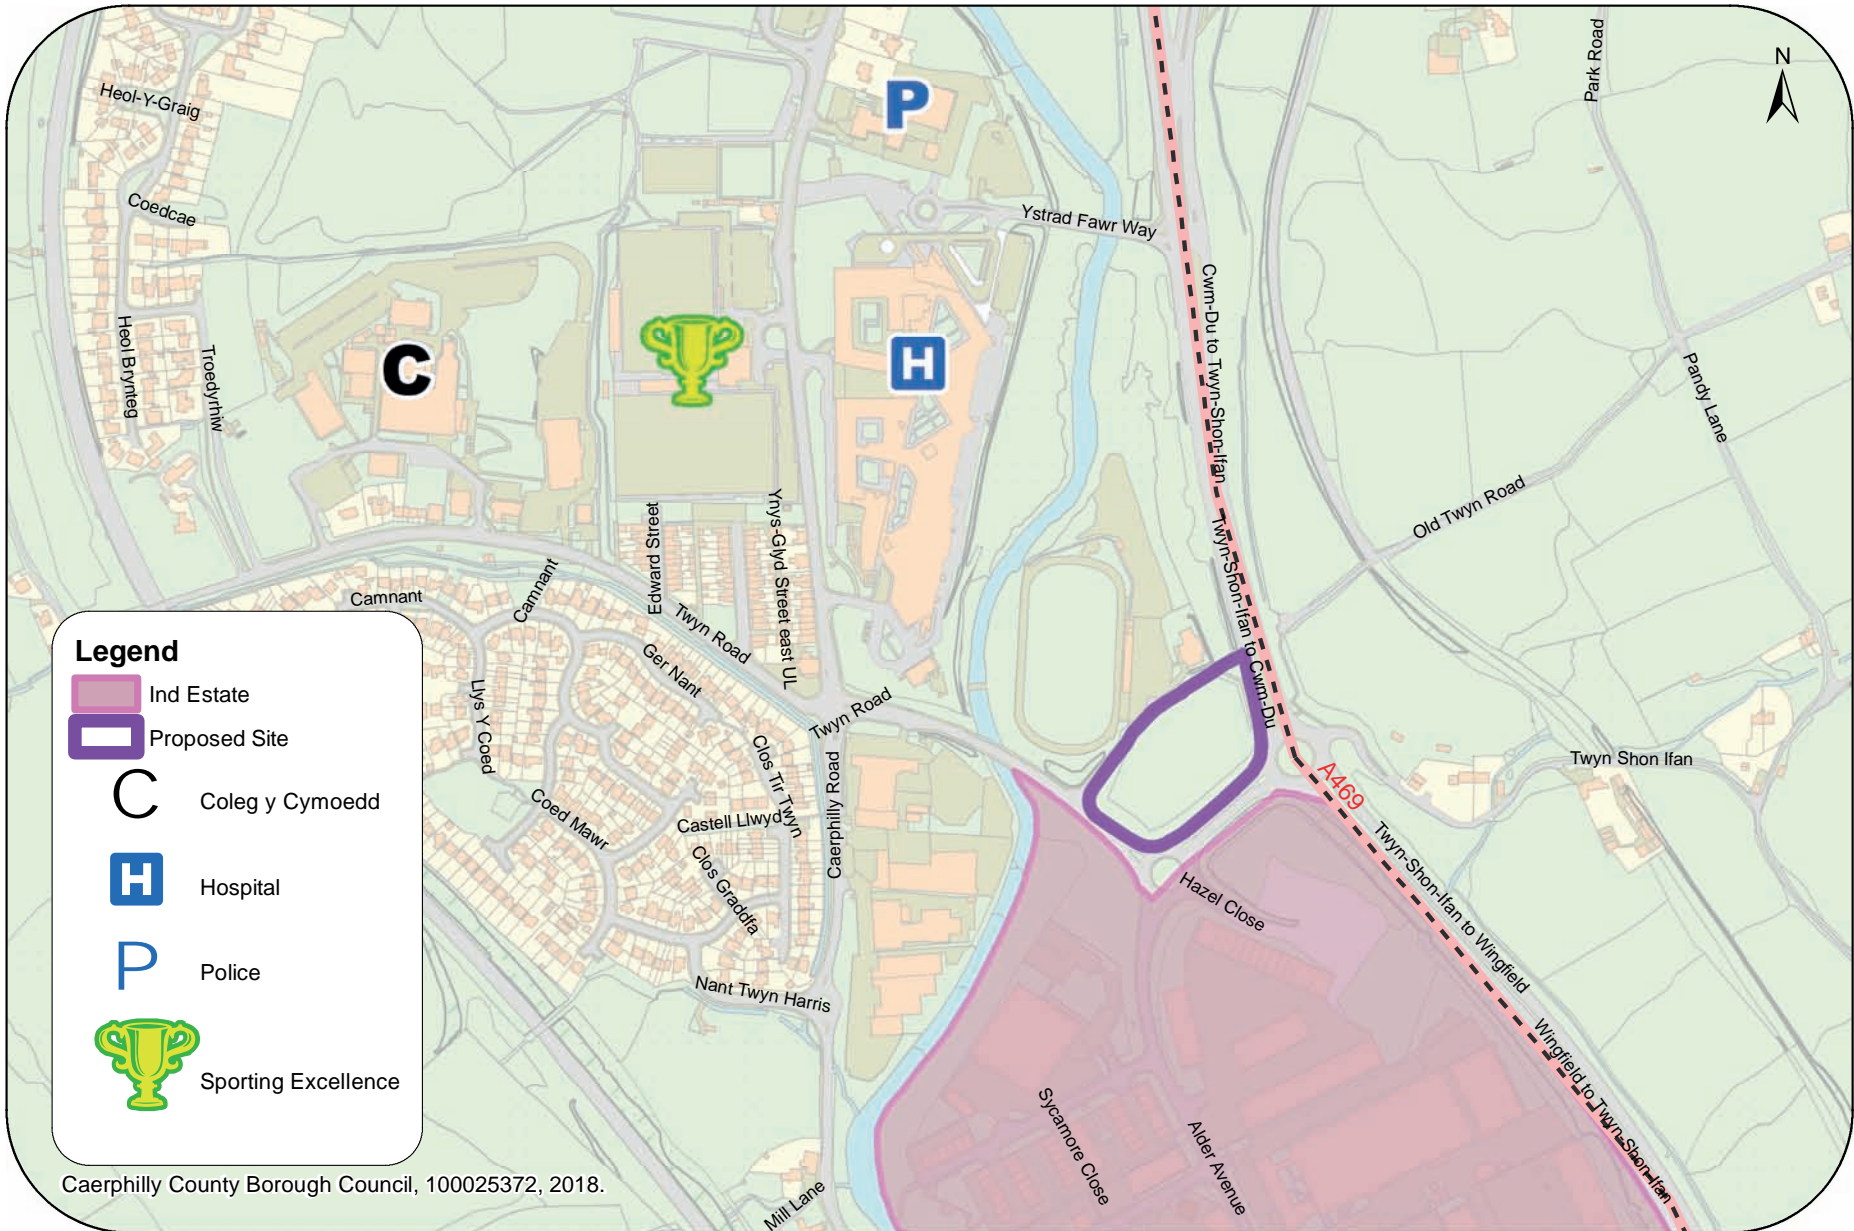 Heol-Y-Graig
Coedcae
Heol Brynteg
Troedyrhiw
C
P
H
N
Park Road
Ystrad Fawr Way
Cwm-Du to Twyn-Shon-Ifan
Twyn-Shon-Ifan to Cwm-Du
Pandy Lane
Old Twyn Road
Edward Street
Ynys-Glyd Street east UL
Camnant
Camnant
Twyn Road
Ger Nant
Llys Y Coed
Twyn Road
Clos Tir Twyn
Coed Mawr
Castell Llwyd
Caerphilly Road
Clos Graddfa
Nant Twyn Harris
Twyn Shon Ifan
A469
Twyn-Shon-Ifan to Wingfield
Hazel Close
Wingfield to Twyn-Shon-Ifan
Sycamore Close
Alder Avenue
Mill Lane
Legend
Ind Estate
Proposed Site
C Coleg y Cymoedd
H Hospital
P Police
Sporting Excellence
Caerphilly County Borough Council, 100025372, 2018.